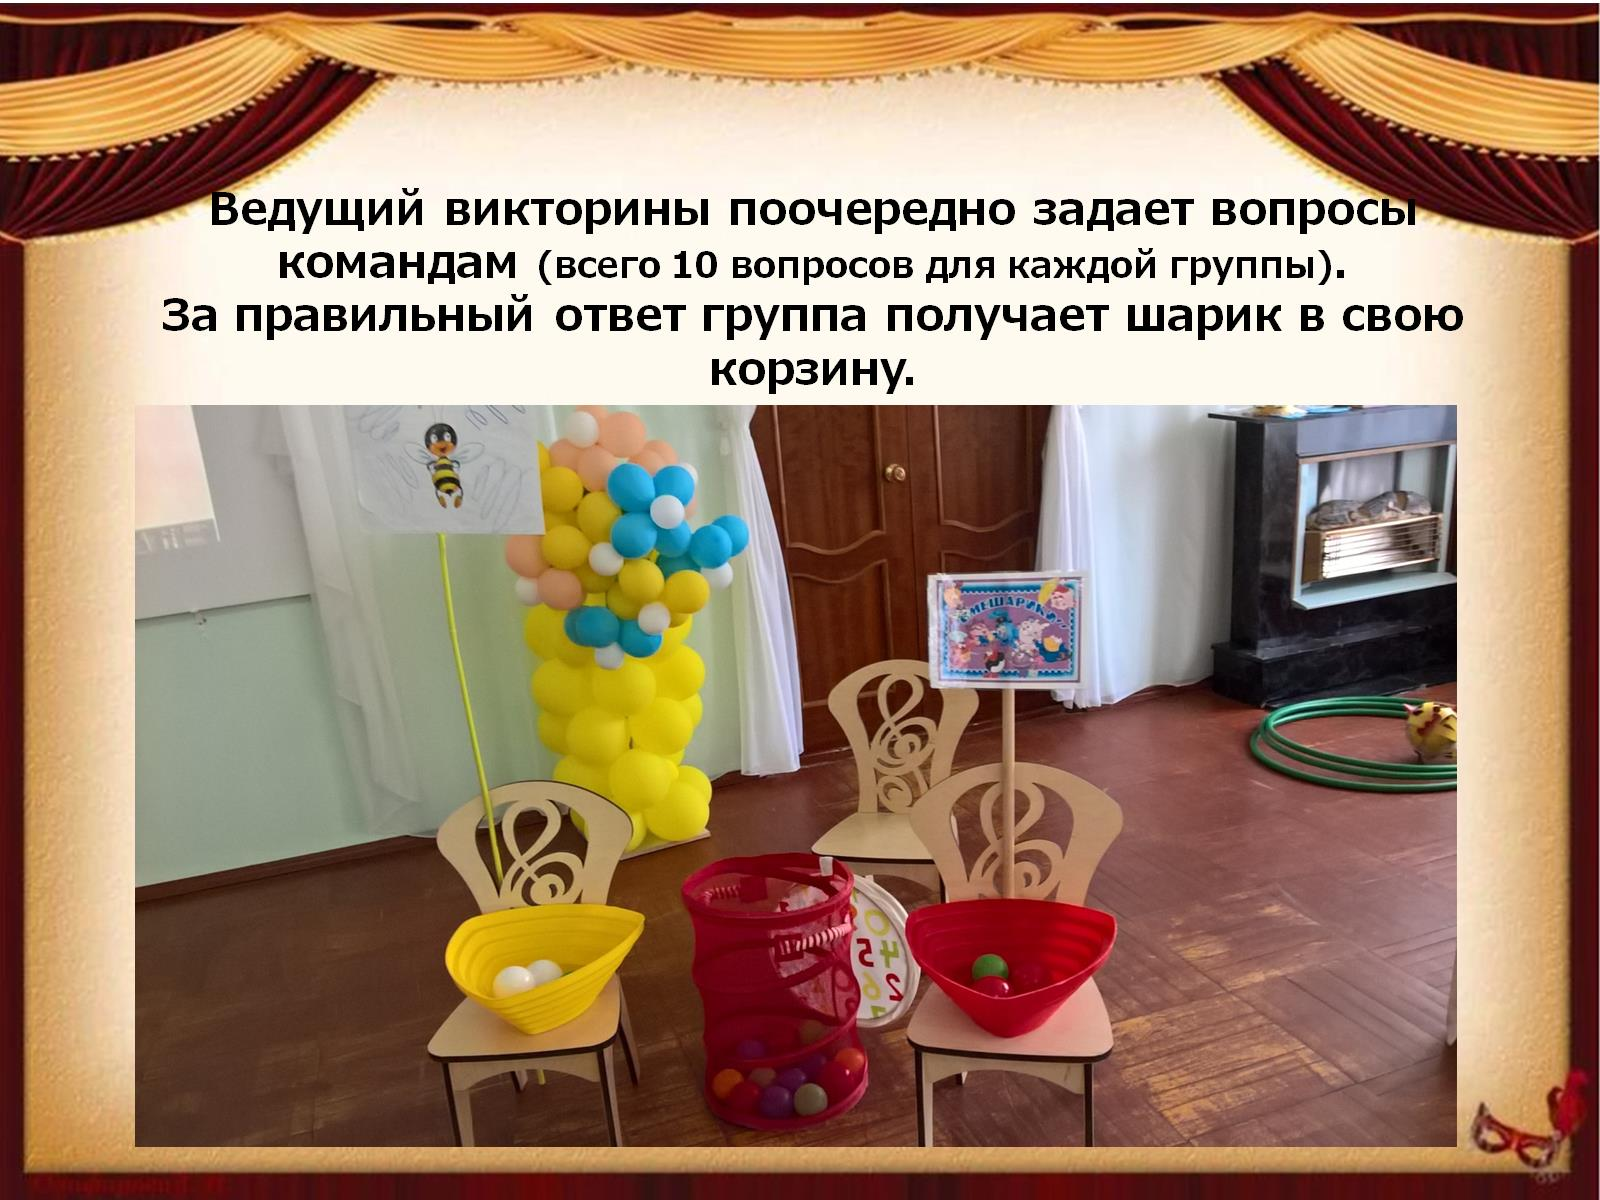 Ведущий викторины поочередно задает вопросы
командам (всего 10 вопросов для каждой группы).
За правильный ответ группа получает шарик в свою
корзину.
СМЕШАРИКИ